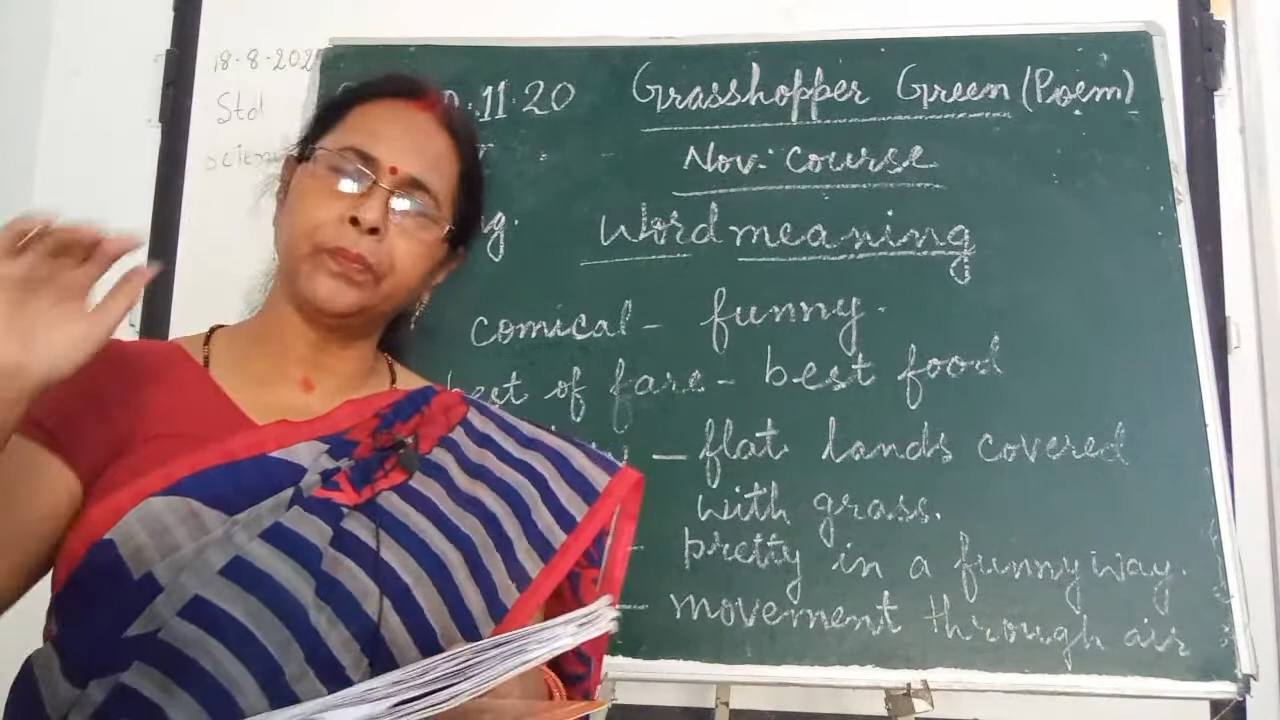 18-8-202
Std
scien
.11.20 Grasshopper Green (Poem)
Nov. course
Word meaning
comical - funny.
best of fare - best food
- flat lands covered
with grass.
- pretty in a funny way.
- movement through air